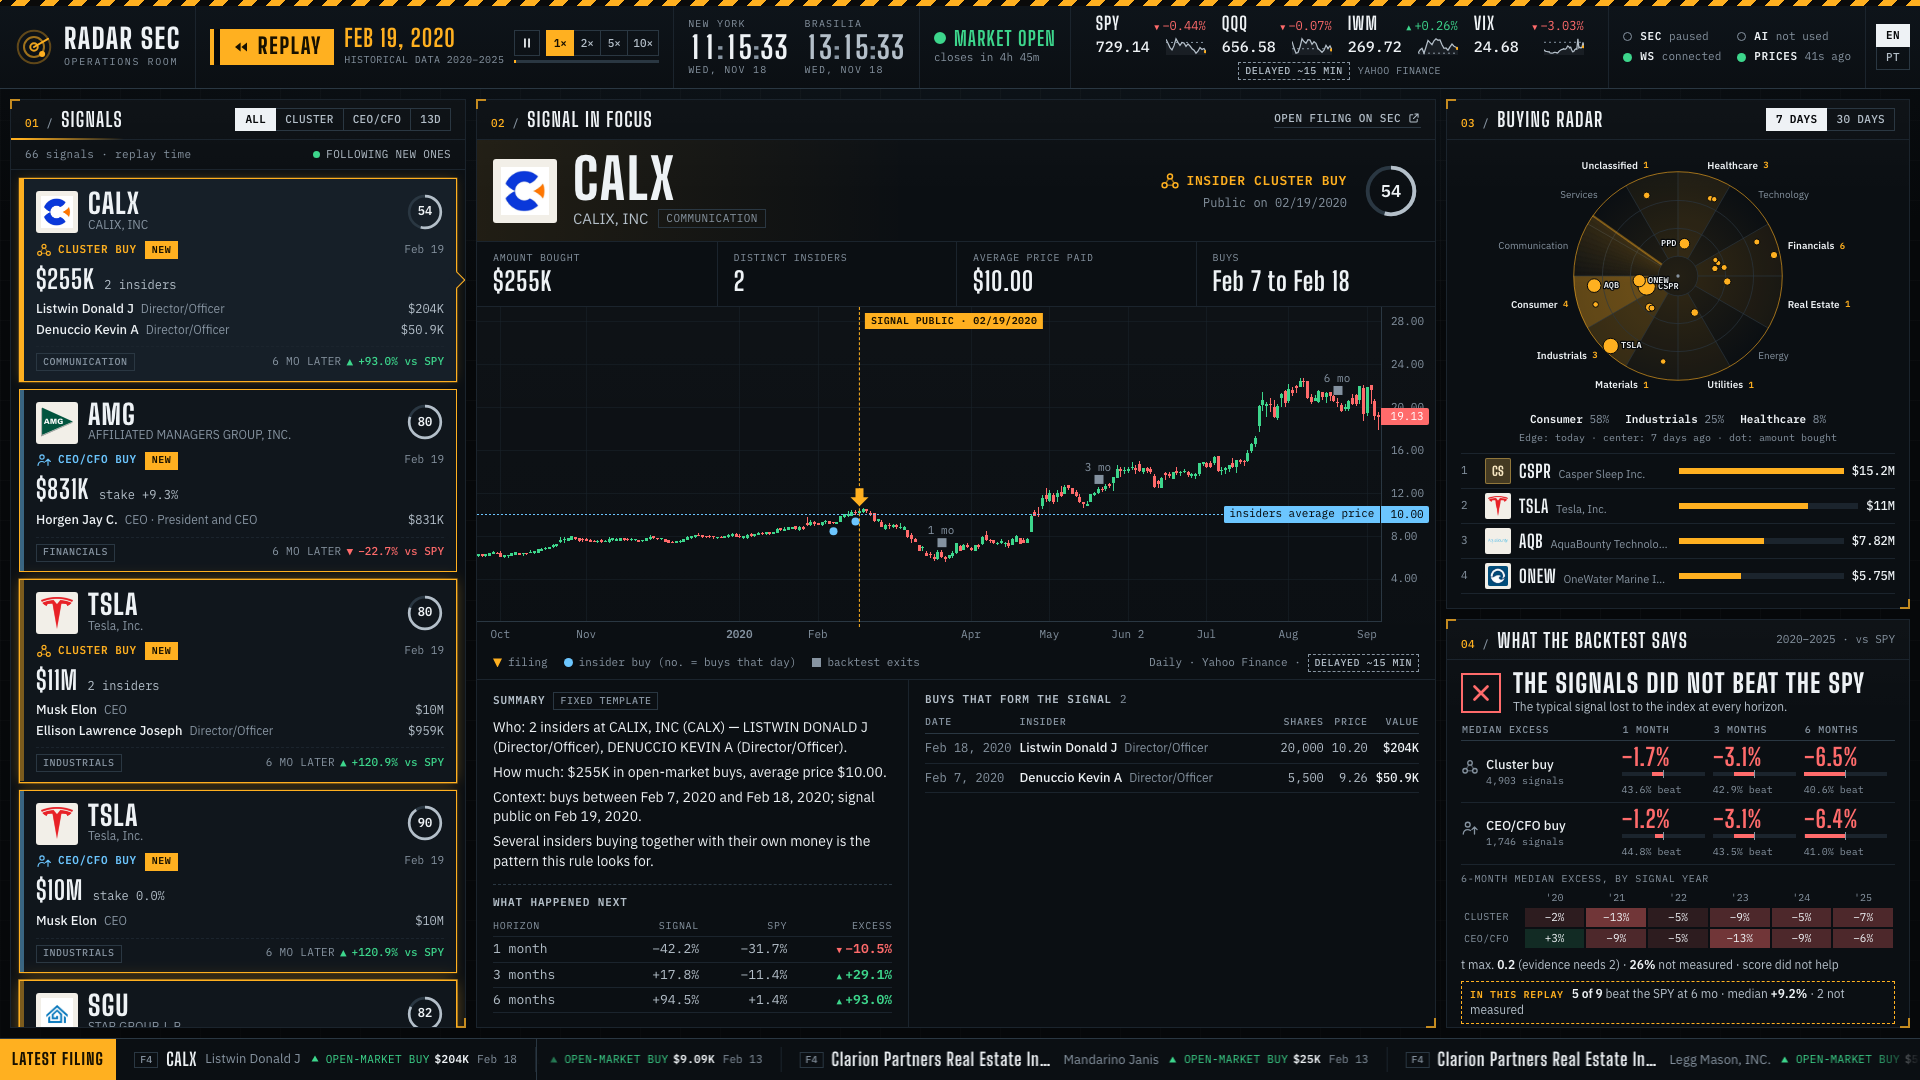 RADAR SEC
OPERATIONS ROOM
REPLAY
FEB 19, 2020
HISTORICAL DATA 2020–2025
1× 2× 5× 10×
NEW YORK
11:15:33
WED, NOV 18
BRASILIA
13:15:33
WED, NOV 18
MARKET OPEN
closes in 4h 45m
SPY ▼−0.44%
729.14
QQQ ▼−0.07%
656.58
IWM ▲+0.26%
269.72
VIX ▼−3.03%
24.68
DELAYED ~15 MIN YAHOO FINANCE
SEC paused
AI not used
WS connected
PRICES 41s ago
EN
PT
01 / SIGNALS
ALL CLUSTER CEO/CFO 13D
66 signals · replay time
FOLLOWING NEW ONES
CALX
CALIX, INC
54
CLUSTER BUY NEW Feb 19
$255K 2 insiders
Listwin Donald J Director/Officer $204K
Denuccio Kevin A Director/Officer $50.9K
COMMUNICATION 6 MO LATER ▲ +93.0% vs SPY
AMG
AMG
AFFILIATED MANAGERS GROUP, INC.
80
CEO/CFO BUY NEW Feb 19
$831K stake +9.3%
Horgen Jay C. CEO · President and CEO $831K
FINANCIALS 6 MO LATER ▼ −22.7% vs SPY
TSLA
Tesla, Inc.
80
CLUSTER BUY NEW Feb 19
$11M 2 insiders
Musk Elon CEO $10M
Ellison Lawrence Joseph Director/Officer $959K
INDUSTRIALS 6 MO LATER ▲ +120.9% vs SPY
TSLA
Tesla, Inc.
90
CEO/CFO BUY NEW Feb 19
$10M stake 0.0%
Musk Elon CEO $10M
INDUSTRIALS 6 MO LATER ▲ +120.9% vs SPY
SGU
STAR GROUP, L.P.
82
02 / SIGNAL IN FOCUS
OPEN FILING ON SEC
CALX
CALIX, INC COMMUNICATION
INSIDER CLUSTER BUY
Public on 02/19/2020
54
AMOUNT BOUGHT
$255K
DISTINCT INSIDERS
2
AVERAGE PRICE PAID
$10.00
BUYS
Feb 7 to Feb 18
SIGNAL PUBLIC · 02/19/2020
28.00
24.00
20.00
19.13
16.00
12.00
10.00
8.00
4.00
1 mo
3 mo
6 mo
insiders average price
Oct Nov 2020 Feb Apr May Jun 2 Jul Aug Sep
▼ filing ● insider buy (no. = buys that day) ■ backtest exits
Daily · Yahoo Finance · DELAYED ~15 MIN
SUMMARY FIXED TEMPLATE
Who: 2 insiders at CALIX, INC (CALX) — LISTWIN DONALD J
(Director/Officer), DENUCCIO KEVIN A (Director/Officer).
How much: $255K in open-market buys, average price $10.00.
Context: buys between Feb 7, 2020 and Feb 18, 2020; signal
public on Feb 19, 2020.
Several insiders buying together with their own money is the
pattern this rule looks for.
WHAT HAPPENED NEXT
HORIZON SIGNAL SPY EXCESS
1 month −42.2% −31.7% ▼−10.5%
3 months +17.8% −11.4% ▲+29.1%
6 months +94.5% +1.4% ▲+93.0%
BUYS THAT FORM THE SIGNAL 2
DATE INSIDER SHARES PRICE VALUE
Feb 18, 2020 Listwin Donald J Director/Officer 20,000 10.20 $204K
Feb 7, 2020 Denuccio Kevin A Director/Officer 5,500 9.26 $50.9K
03 / BUYING RADAR
7 DAYS 30 DAYS
Unclassified 1
Healthcare 3
Services
Technology
Communication
Financials 6
Consumer 4
Real Estate 1
Industrials 3
Energy
Materials 1
Utilities 1
PPD
AQB
ONEW
CSPR
TSLA
Consumer 58% Industrials 25% Healthcare 8%
Edge: today · center: 7 days ago · dot: amount bought
1 CS CSPR Casper Sleep Inc. $15.2M
2 TSLA Tesla, Inc. $11M
3 AQB AquaBounty Technolo... $7.82M
4 ONEW OneWater Marine I... $5.75M
04 / WHAT THE BACKTEST SAYS
2020–2025 · vs SPY
THE SIGNALS DID NOT BEAT THE SPY
The typical signal lost to the index at every horizon.
MEDIAN EXCESS 1 MONTH 3 MONTHS 6 MONTHS
Cluster buy
4,903 signals
−1.7% −3.1% −6.5%
43.6% beat 42.9% beat 40.6% beat
CEO/CFO buy
1,746 signals
−1.2% −3.1% −6.4%
44.8% beat 43.5% beat 41.0% beat
6-MONTH MEDIAN EXCESS, BY SIGNAL YEAR
'20 '21 '22 '23 '24 '25
CLUSTER −2% −13% −5% −9% −5% −7%
CEO/CFO +3% −9% −5% −13% −9% −6%
t max. 0.2 (evidence needs 2) · 26% not measured · score did not help
IN THIS REPLAY 5 of 9 beat the SPY at 6 mo · median +9.2% · 2 not
measured
LATEST FILING
F4 CALX Listwin Donald J ▲ OPEN-MARKET BUY $204K Feb 18
▲ OPEN-MARKET BUY $9.09K Feb 13
F4 Clarion Partners Real Estate In... Mandarino Janis ▲ OPEN-MARKET BUY $25K Feb 13
F4 Clarion Partners Real Estate In... Legg Mason, INC. ▲ OPEN-MARKET BUY